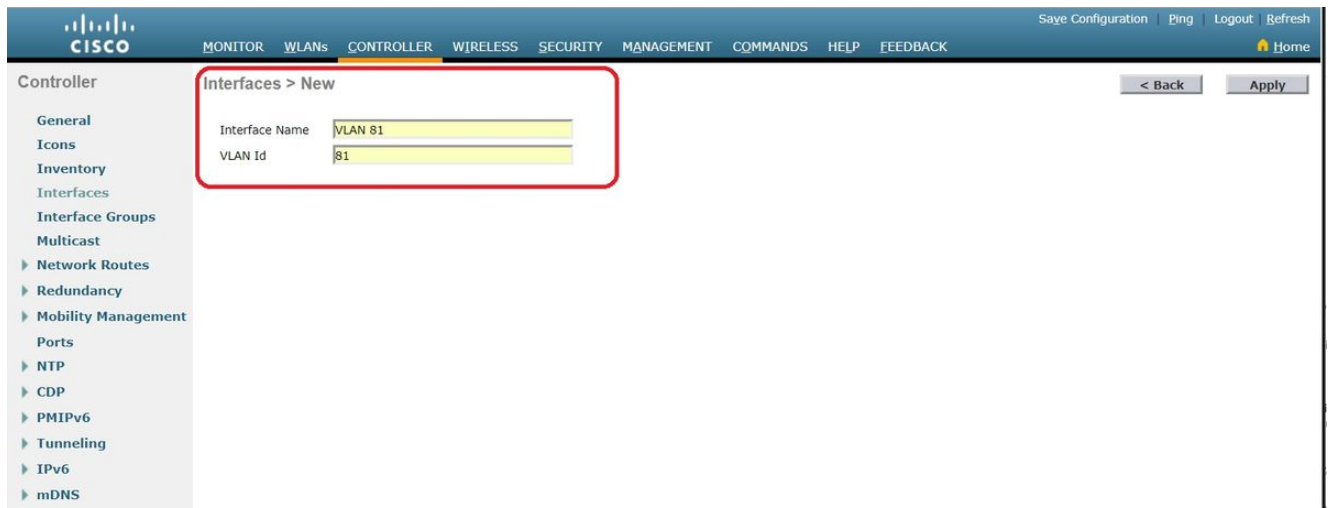 Save Configuration Ping Logout Refresh
CISCO MONITOR WLANs CONTROLLER WIRELESS SECURITY MANAGEMENT COMMANDS HELP FEEDBACK Home
Controller
Interfaces > New
< Back Apply
General
Icons
Inventory
Interfaces
Interface Groups
Multicast
Network Routes
Redundancy
Mobility Management
Ports
NTP
CDP
PMIPv6
Tunneling
IPv6
mDNS
Interface Name VLAN 81
VLAN Id 81